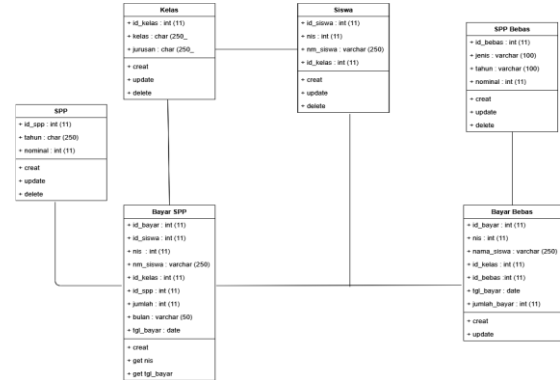 Kelas
+ id_kelas : int (11)
+ kelas : char (250_
+ jurusan : char (250_
+ creat
+ update
+ delete
Siswa
+ id_siswa : int (11)
+ nis : int (11)
+ nm_siswa : varchar (250)
+ id_kelas : int (11)
+ creat
+ update
+ delete
SPP Bebas
+ id_bebas : int (11)
+ jenis : varchar (100)
+ tahun : varchar (100)
+ nominal : int (11)
+ creat
+ update
+ delete
SPP
+ id_spp : int (11)
+ tahun : char (250)
+ nominal : int (11)
+ creat
+ update
+ delete
Bayar SPP
+ id_bayar : int (11)
+ id_siswa : int (11)
+ nis : int (11)
+ nm_siswa : varchar (250)
+ id_kelas : int (11)
+ id_spp : int (11)
+ jumlah : int (11)
+ bulan : varchar (50)
+ tgl_bayar : date
+ creat
+ get nis
+ get tgl_bayar
Bayar Bebas
+ id_bayar : int (11)
+ nis : int (11)
+ nama_siswa : varchar (250)
+ id_kelas : int (11)
+ id_bebas :int (11)
+ tgl_bayar : date
+ jumlah_bayar : int (11)
+ creat
+ update